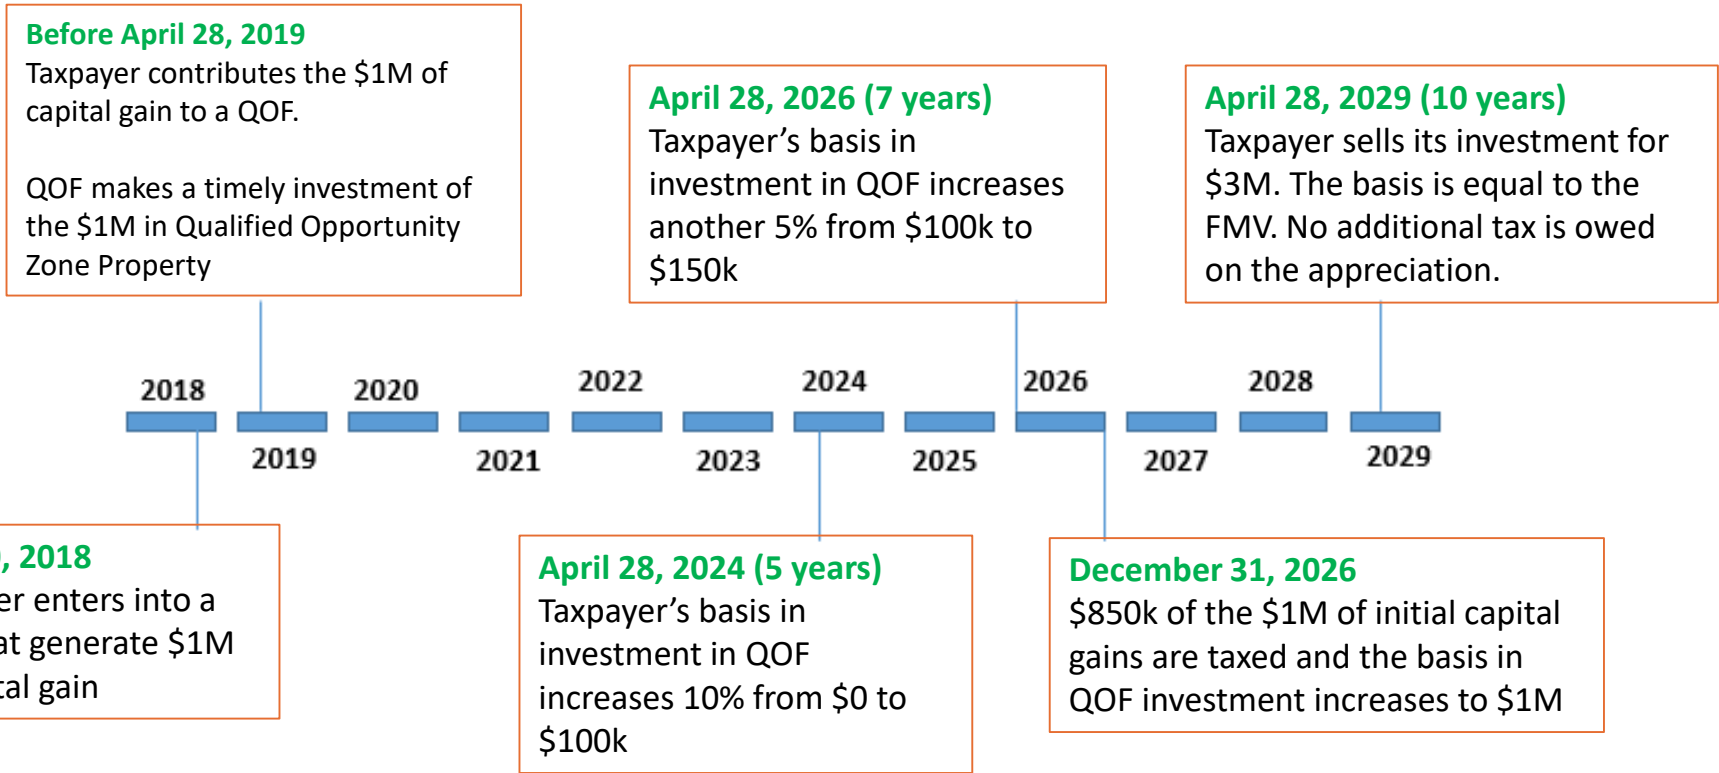 Before April 28, 2019
Taxpayer contributes the $1M of
capital gain to a QOF.
QOF makes a timely investment of
the $1M in Qualified Opportunity
Zone Property
April 28, 2026 (7 years)
Taxpayer’s basis in
investment in QOF increases
another 5% from $100k to
$150k
April 28, 2029 (10 years)
Taxpayer sells its investment for
$3M. The basis is equal to the
FMV. No additional tax is owed
on the appreciation.
2018
2020
2022
2024
2026
2028
2019
2021
2023
2025
2027
2029
, 2018
er enters into a
at generate $1M
tal gain
April 28, 2024 (5 years)
Taxpayer’s basis in
investment in QOF
increases 10% from $0 to
$100k
December 31, 2026
$850k of the $1M of initial capital
gains are taxed and the basis in
QOF investment increases to $1M